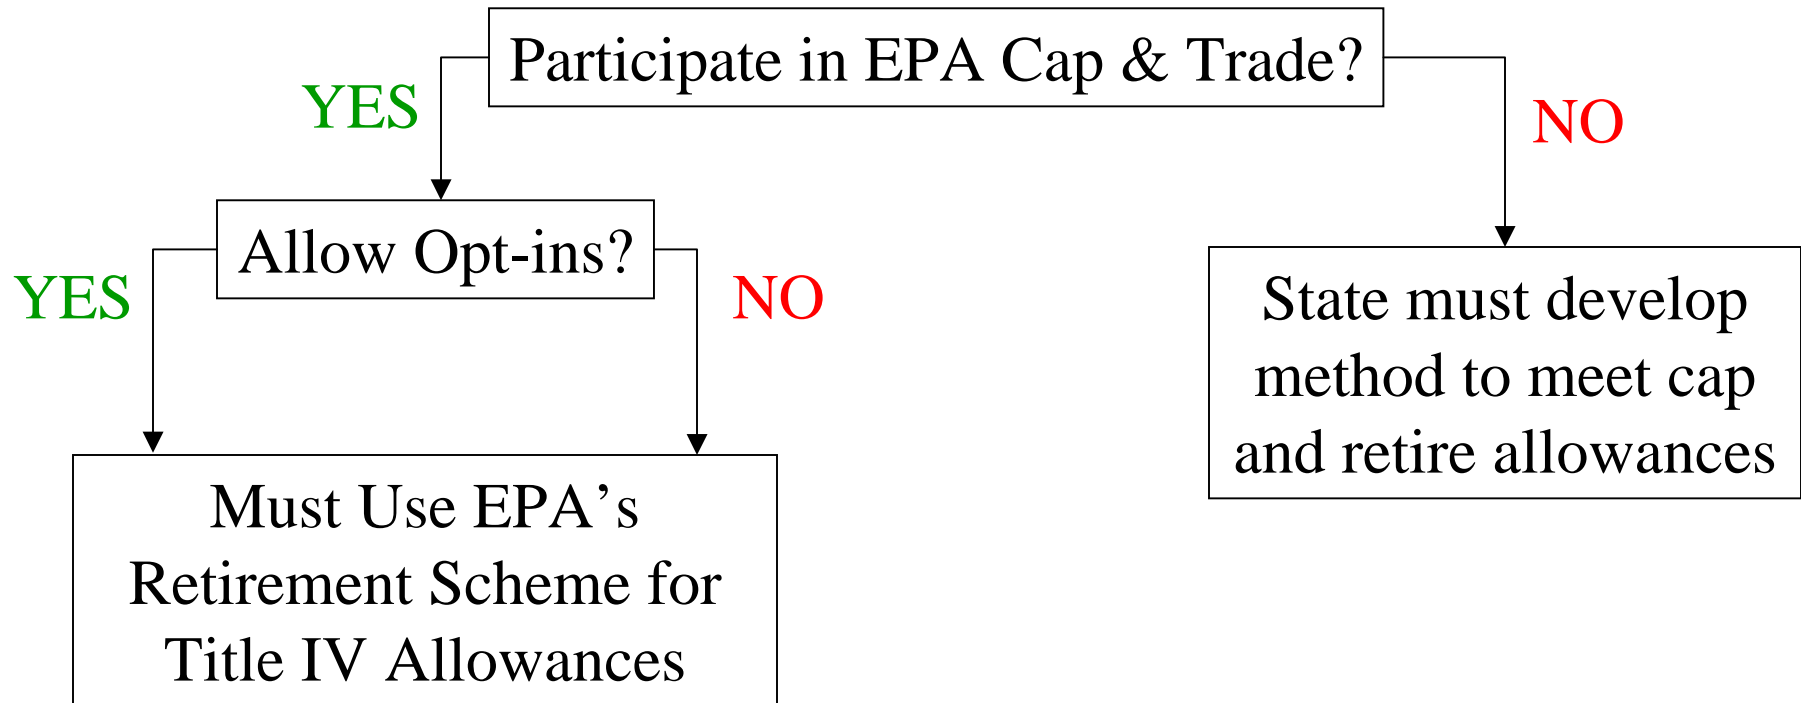 Participate in EPA Cap & Trade?
YES
NO
Allow Opt-ins?
YES
NO
State must develop
method to meet cap
and retire allowances
Must Use EPA’s
Retirement Scheme for
Title IV Allowances